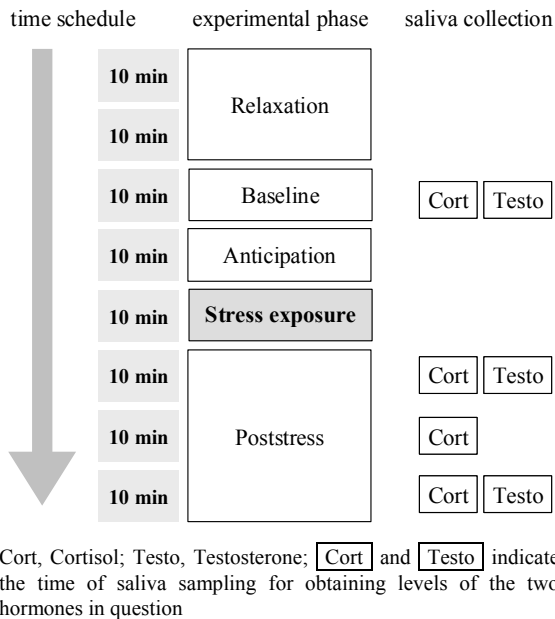 time schedule experimental phase saliva collection
10 min
Relaxation
10 min
10 min Baseline Cort Testo
10 min Anticipation
10 min Stress exposure
10 min Cort Testo
10 min Poststress Cort
10 min Cort Testo
Cort, Cortisol; Testo, Testosterone; Cort and Testo indicate
the time of saliva sampling for obtaining levels of the two
hormones in question